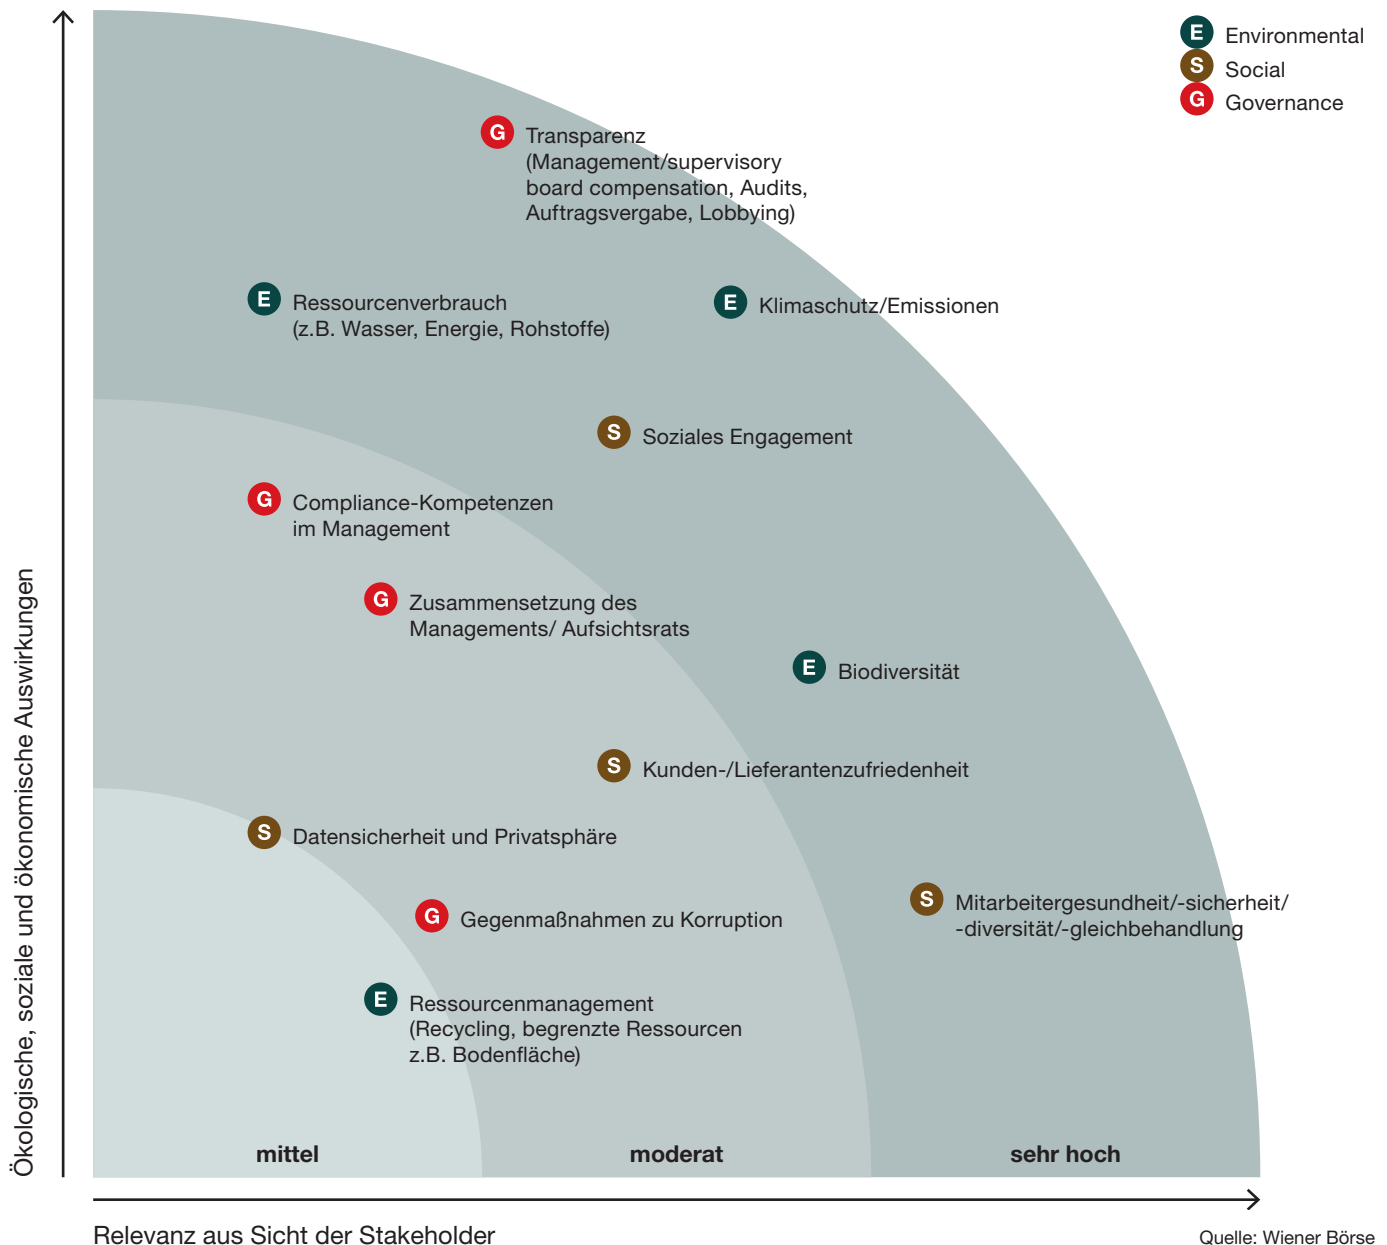 E Environmental
S Social
G Governance
G Transparenz
(Management/supervisory
board compensation, Audits,
Auftragsvergabe, Lobbying)
E Ressourcenverbrauch
(z.B. Wasser, Energie, Rohstoffe)
E Klimaschutz/Emissionen
S Soziales Engagement
G Compliance-Kompetenzen
im Management
G Zusammensetzung des
Managements/ Aufsichtsrats
E Biodiversität
S Kunden-/Lieferantenzufriedenheit
S Datensicherheit und Privatsphäre
S Mitarbeitergesundheit/-sicherheit/
-diversität/-gleichbehandlung
G Gegenmaßnahmen zu Korruption
E Ressourcenmanagement
(Recycling, begrenzte Ressourcen
z.B. Bodenfläche)
mittel
moderat
sehr hoch
Ökologische, soziale und ökonomische Auswirkungen
Relevanz aus Sicht der Stakeholder
Quelle: Wiener Börse